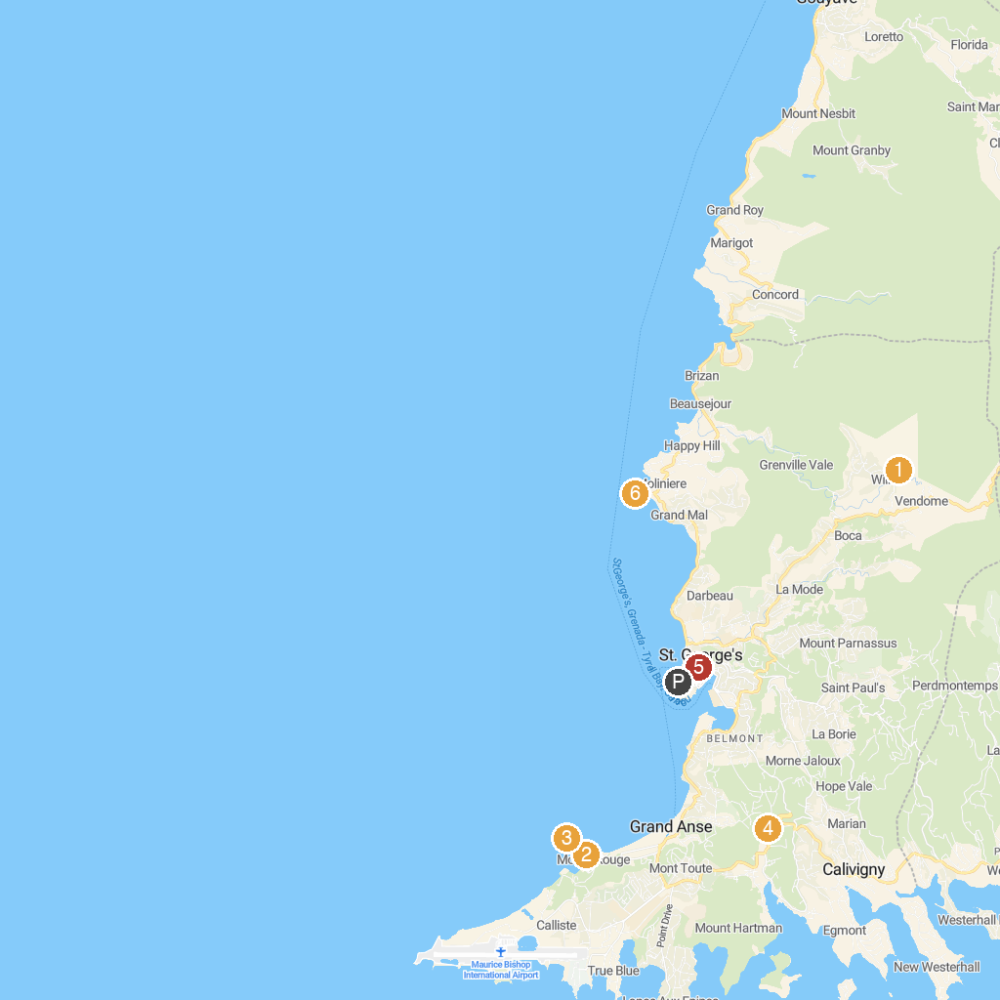 Gouyave
Loretto
Florida
Mount Nesbit
Mount Granby
Grand Roy
Marigot
Concord
Brizan
Beausejour
Happy Hill
Grenville Vale
1
6
Grand Mal
Vendome
Boca
La Mode
Darbeau
St.George's, Grenada - Tyrrel Bay
Mount Parnassus
5
P
Saint Paul's
Perdmontemps
BELMONT
La Borie
Morne Jaloux
Hope Vale
Grand Anse
4
Marian
3
2
Mont Toute
Calivigny
Point Drive
Calliste
Mount Hartman
Egmont
Westerhall
Maurice Bishop
International Airport
True Blue
New Westerhall